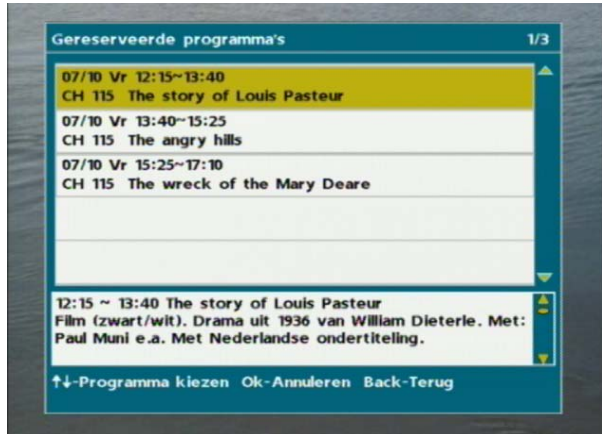 Gereserveerde programma's 1/3
07/10 Vr 12:15~13:40
CH 115 The story of Louis Pasteur
07/10 Vr 13:40~15:25
CH 115 The angry hills
07/10 Vr 15:25~17:10
CH 115 The wreck of the Mary Deare
12:15 ~ 13:40 The story of Louis Pasteur
Film (zwart/wit). Drama uit 1936 van William Dieterle. Met:
Paul Muni e.a. Met Nederlandse ondertiteling.
↑↓-Programma kiezen Ok-Annuleren Back-Terug